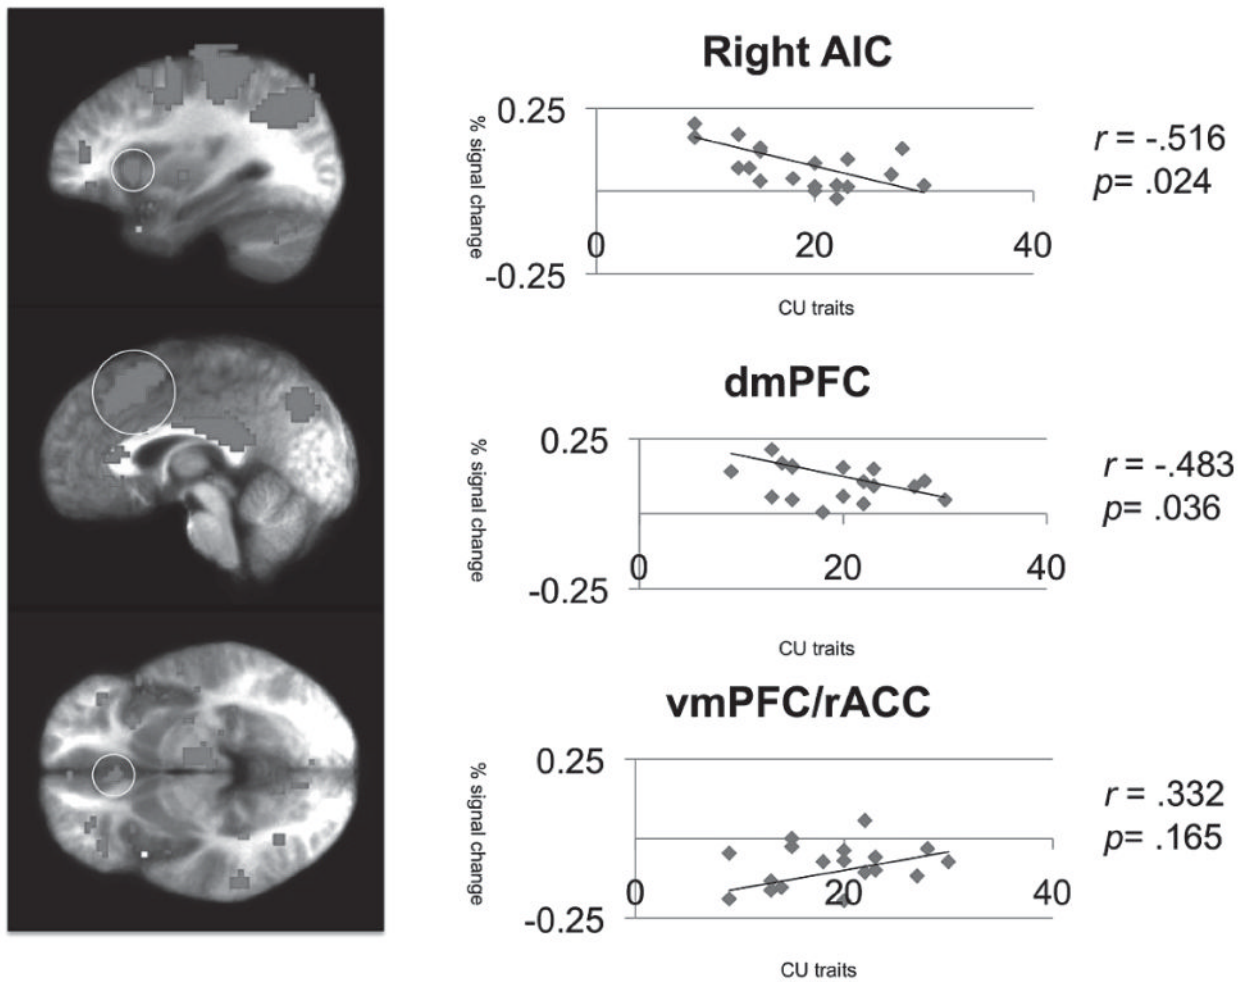 Right AIC
0.25
% signal change
0 20 40
-0.25
CU traits
r = -.516
p= .024
dmPFC
0.25
% signal change
0 20 40
-0.25
CU traits
r = -.483
p= .036
vmPFC/rACC
0.25
% signal change
0 20 40
-0.25
CU traits
r = .332
p= .165